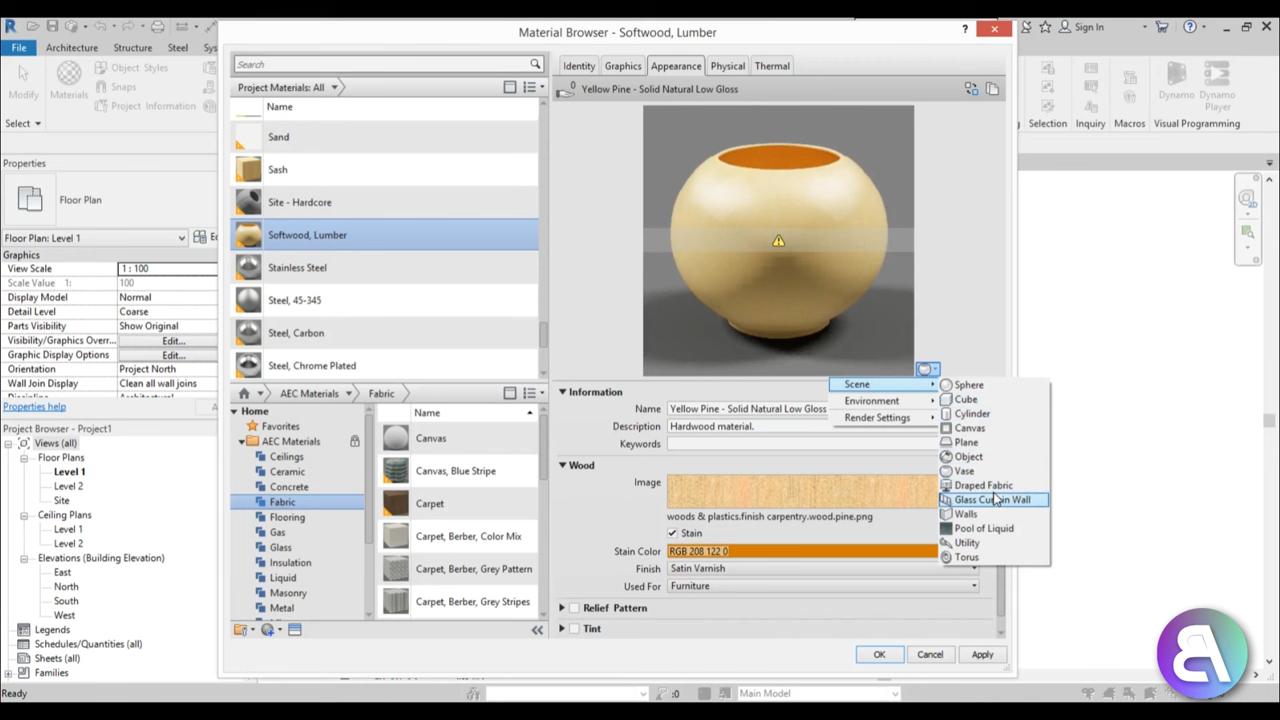 Material Browser - Softwood, Lumber
?
Sign In
File
Architecture
Structure
Steel
Sys
Modify
Materials
Object Styles
Snaps
Project Information
Select
Selection
Inquiry
Macros
Dynamo
Dynamo Player
Visual Programming
Properties
Floor Plan
Floor Plan: Level 1
Graphics
View Scale 1 : 100
Scale Value 1: 100
Display Model Normal
Detail Level Coarse
Parts Visibility Show Original
Visibility/Graphics Overr... Edit...
Graphic Display Options Edit...
Orientation Project North
Wall Join Display Clean all wall joins
Properties help
Project Browser - Project1
Views (all)
Floor Plans
Level 1
Level 2
Site
Ceiling Plans
Level 1
Level 2
Elevations (Building Elevation)
East
North
South
West
Legends
Schedules/Quantities (all)
Sheets (all)
Families
Ready
Search
Project Materials: All
Name
Sand
Sash
Site - Hardcore
Softwood, Lumber
Stainless Steel
Steel, 45-345
Steel, Carbon
Steel, Chrome Plated
AEC Materials
Fabric
Home
Favorites
AEC Materials
Ceilings
Ceramic
Concrete
Fabric
Flooring
Gas
Glass
Insulation
Liquid
Masonry
Metal
Name
Canvas
Canvas, Blue Stripe
Carpet
Carpet, Berber, Color Mix
Carpet, Berber, Grey Pattern
Carpet, Berber, Grey Stripes
Identity
Graphics
Appearance
Physical
Thermal
0
Yellow Pine - Solid Natural Low Gloss
Information
Name Yellow Pine - Solid Natural Low Gloss
Description Hardwood material.
Keywords
Wood
Image
woods & plastics.finish carpentry.wood.pine.png
Stain
Stain Color RGB 208 122 0
Finish Satin Varnish
Used For Furniture
Relief Pattern
Tint
Scene
Environment
Render Settings
Sphere
Cube
Cylinder
Canvas
Plane
Object
Vase
Draped Fabric
Glass Curtain Wall
Walls
Pool of Liquid
Utility
Torus
OK
Cancel
Apply
:0
Main Model